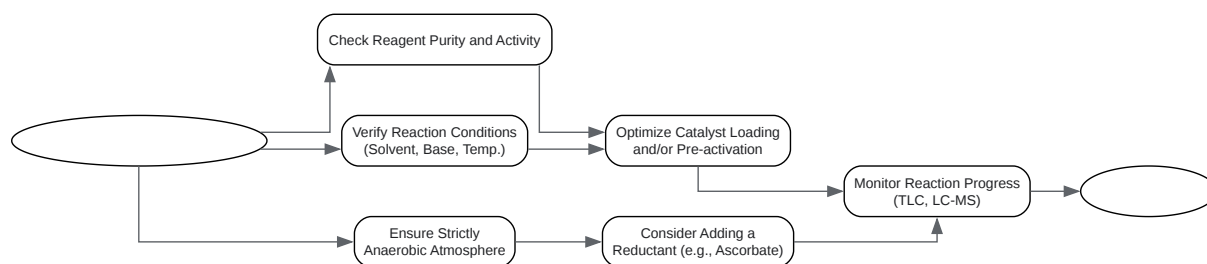 Check Reagent Purity and Activity
Verify Reaction Conditions
(Solvent, Base, Temp.)
Optimize Catalyst Loading
and/or Pre-activation
Monitor Reaction Progress
(TLC, LC-MS)
Ensure Strictly
Anaerobic Atmosphere
Consider Adding a
Reductant (e.g., Ascorbate)